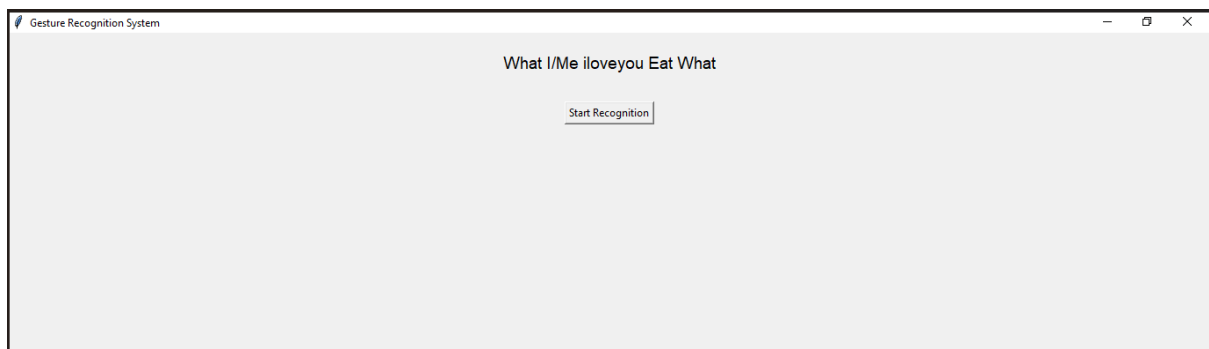 Gesture Recognition System
What I/Me iloveyou Eat What
Start Recognition